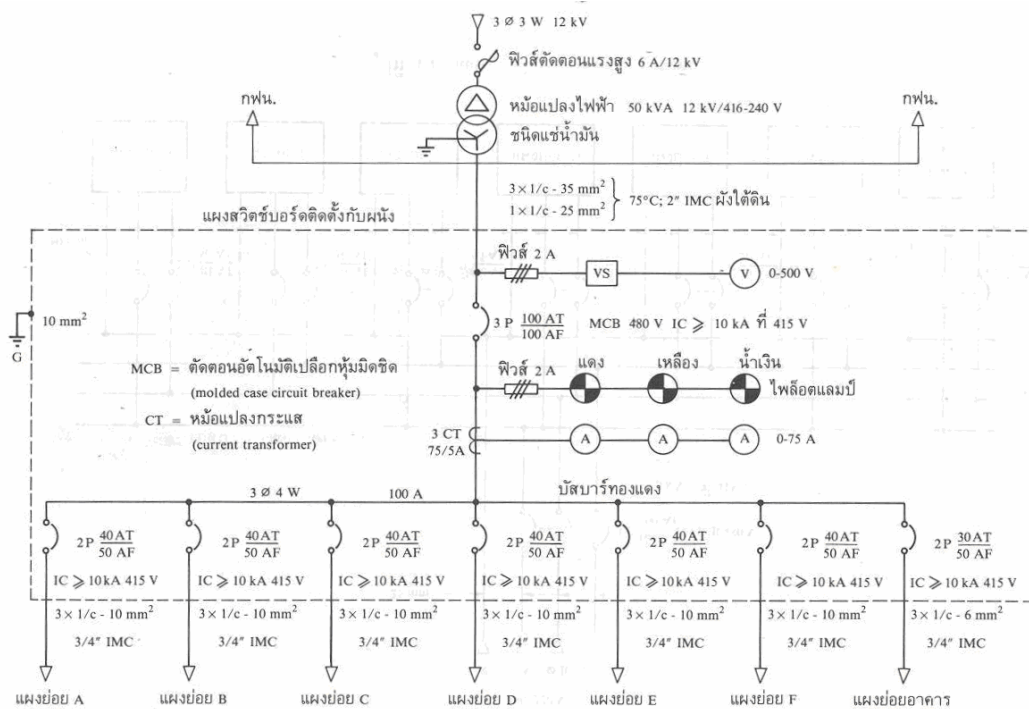 3 Ø 3 W 12 kV
ฟิวส์ตัดตอนแรงสูง 6 A/12 kV
กฟน.
หม้อแปลงไฟฟ้า 50 kVA 12 kV/416-240 V
ชนิดแช่น้ำมัน
กฟน.
3 × 1/c - 35 mm²
1 × 1/c - 25 mm²
75°C; 2″ IMC ฝังใต้ดิน
แผงสวิตช์บอร์ดติดตั้งกับผนัง
ฟิวส์ 2 A
VS
V
0-500 V
10 mm²
G
3 P 100 AT
100 AF
MCB 480 V IC ⩾ 10 kA ที่ 415 V
MCB = ตัดตอนอัตโนมัติเปลือกหุ้มมิดชิด
(molded case circuit breaker)
ฟิวส์ 2 A
แดง
เหลือง
น้ำเงิน
ไพล็อตแลมป์
CT = หม้อแปลงกระแส
(current transformer)
3 CT
75/5A
A
A
A
0-75 A
3 Ø 4 W
100 A
บัสบาร์ทองแดง
2P 40AT
50 AF
2P 40AT
50 AF
2P 40AT
50 AF
2P 40AT
50 AF
2P 40AT
50 AF
2P 40AT
50 AF
2P 30AT
50 AF
IC ⩾ 10 kA 415 V
IC ⩾ 10 kA 415 V
IC ⩾ 10 kA 415 V
IC ⩾ 10 kA 415 V
IC ⩾ 10 kA 415 V
IC ⩾ 10 kA 415 V
IC ⩾ 10 kA 415 V
3 × 1/c - 10 mm²
3 × 1/c - 10 mm²
3 × 1/c - 10 mm²
3 × 1/c - 10 mm²
3 × 1/c - 10 mm²
3 × 1/c - 10 mm²
3 × 1/c - 6 mm²
3/4″ IMC
3/4″ IMC
3/4″ IMC
3/4″ IMC
3/4″ IMC
3/4″ IMC
3/4″ IMC
แผงย่อย A
แผงย่อย B
แผงย่อย C
แผงย่อย D
แผงย่อย E
แผงย่อย F
แผงย่อยอาคาร